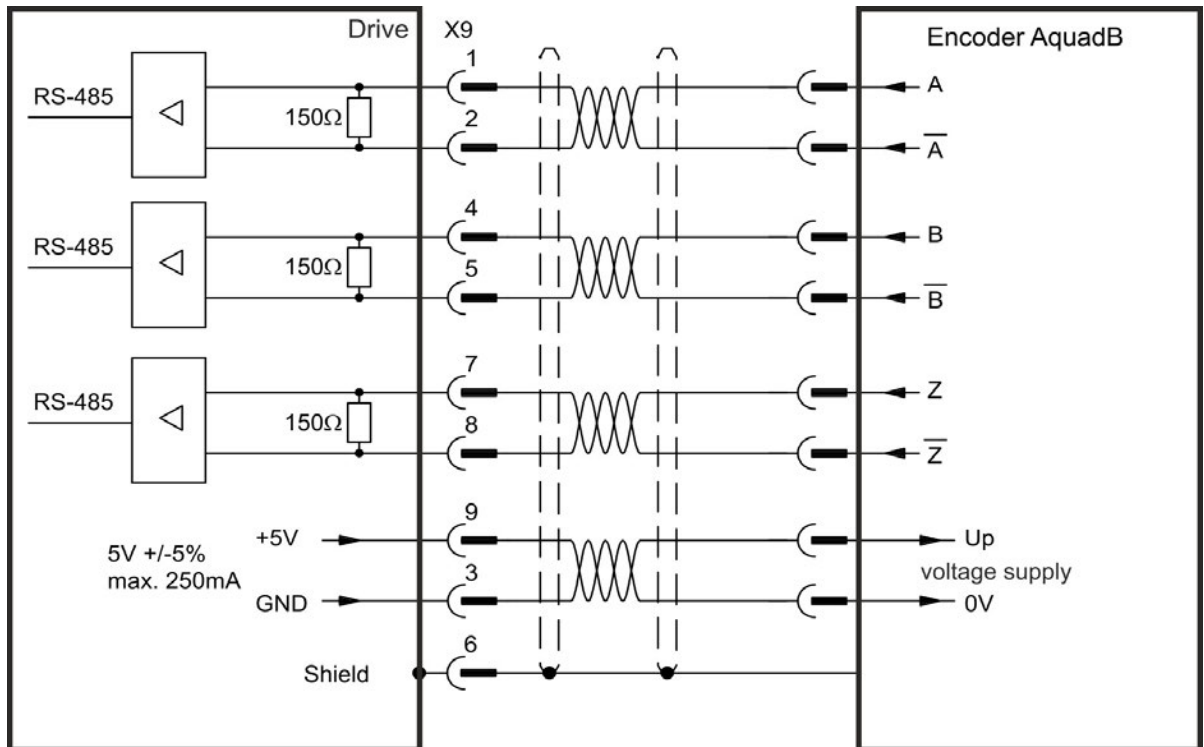 Drive X9 Encoder AquadB
1
RS-485 150Ω A
2
A̅
4
RS-485 150Ω B
5
B̅
7
RS-485 150Ω Z
8
Z̅
9
+5V Up
5V +/-5% voltage supply
max. 250mA
3
GND 0V
6
Shield